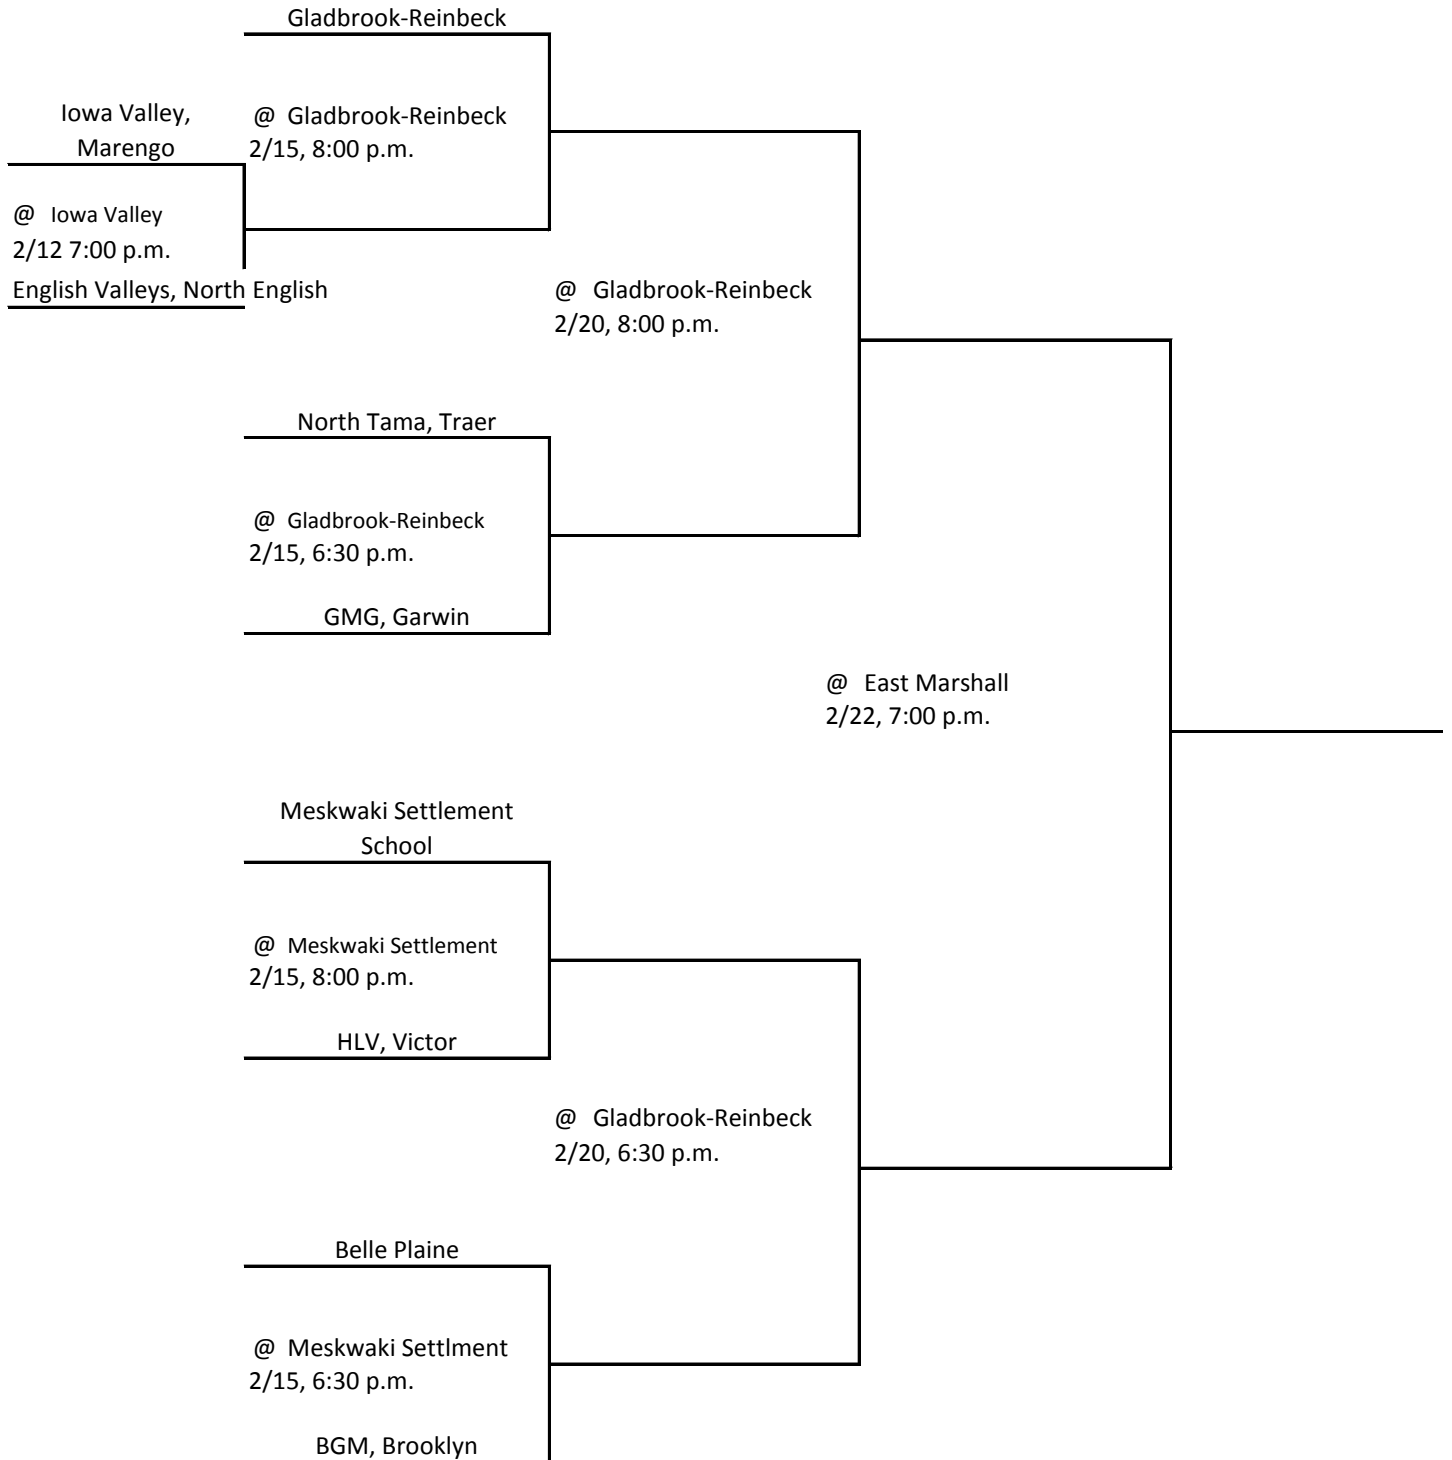 Gladbrook-Reinbeck
Iowa Valley,
Marengo
@ Gladbrook-Reinbeck
2/15, 8:00 p.m.
@ Iowa Valley
2/12 7:00 p.m.
English Valleys, North English
@ Gladbrook-Reinbeck
2/20, 8:00 p.m.
North Tama, Traer
@ Gladbrook-Reinbeck
2/15, 6:30 p.m.
GMG, Garwin
@ East Marshall
2/22, 7:00 p.m.
Meskwaki Settlement
School
@ Meskwaki Settlement
2/15, 8:00 p.m.
HLV, Victor
@ Gladbrook-Reinbeck
2/20, 6:30 p.m.
Belle Plaine
@ Meskwaki Settlment
2/15, 6:30 p.m.
BGM, Brooklyn